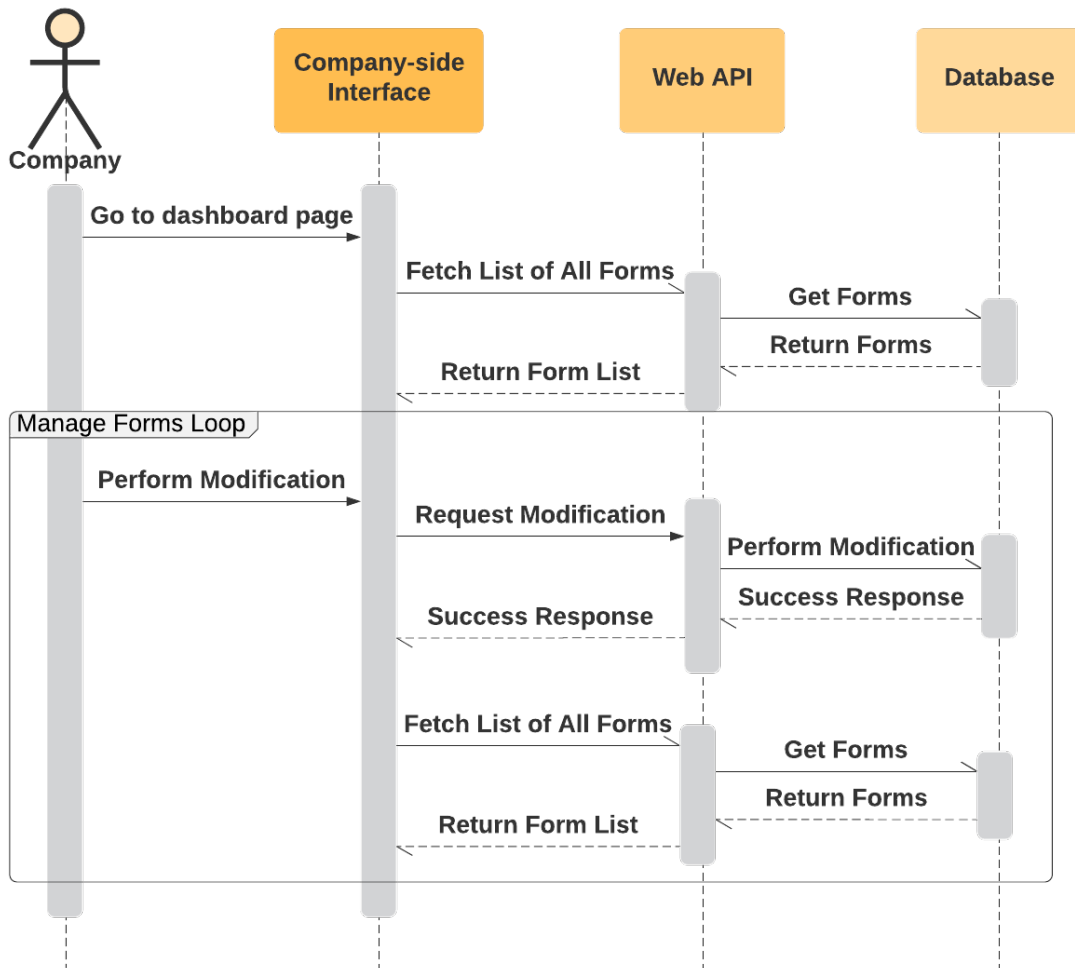 Company-side
Interface
Web API
Database
Company
Go to dashboard page
Fetch List of All Forms
Get Forms
Return Forms
Return Form List
Manage Forms Loop
Perform Modification
Request Modification
Perform Modification
Success Response
Success Response
Fetch List of All Forms
Get Forms
Return Forms
Return Form List